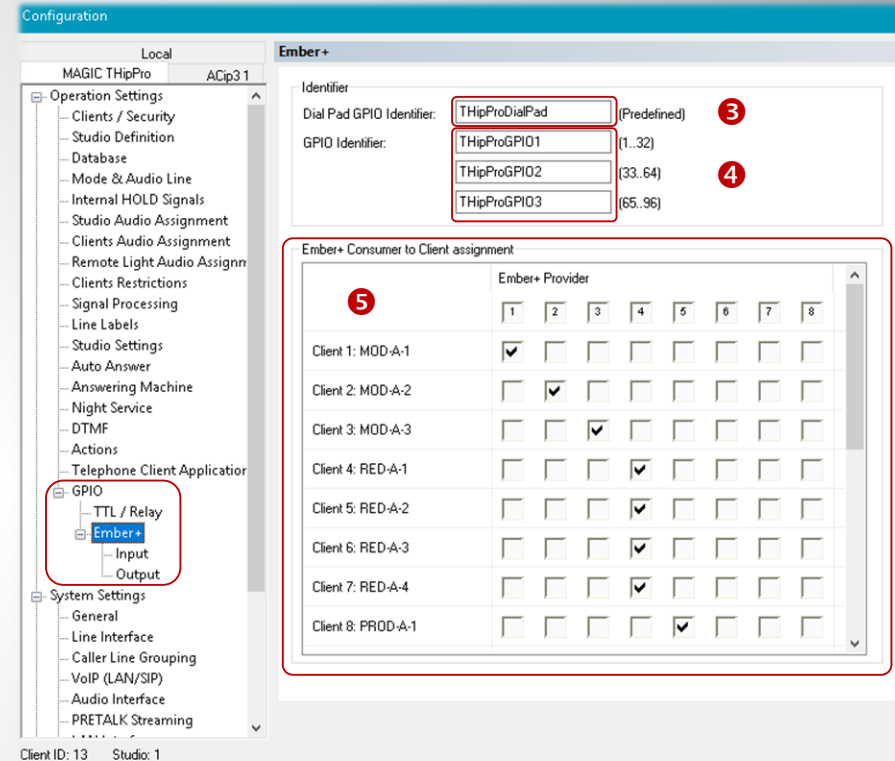 Configuration
Local
MAGIC THipPro ACip3 1
Operation Settings
Clients / Security
Studio Definition
Database
Mode & Audio Line
Internal HOLD Signals
Studio Audio Assignment
Clients Audio Assignment
Remote Light Audio Assignm
Clients Restrictions
Signal Processing
Line Labels
Studio Settings
Auto Answer
Answering Machine
Night Service
DTMF
Actions
Telephone Client Application
GPIO
TTL / Relay
Ember+
Input
Output
System Settings
General
Line Interface
Caller Line Grouping
VoIP (LAN/SIP)
Audio Interface
PRETALK Streaming
Client ID: 13 Studio: 1
Ember+
Identifier
Dial Pad GPIO Identifier: THipProDialPad (Predefined) 3
GPIO Identifier: THipProGPIO1 (1..32)
THipProGPIO2 (33..64) 4
THipProGPIO3 (65..96)
Ember+ Consumer to Client assignment
Ember+ Provider
5 1 2 3 4 5 6 7 8
Client 1: MOD-A-1
Client 2: MOD-A-2
Client 3: MOD-A-3
Client 4: RED-A-1
Client 5: RED-A-2
Client 6: RED-A-3
Client 7: RED-A-4
Client 8: PROD-A-1